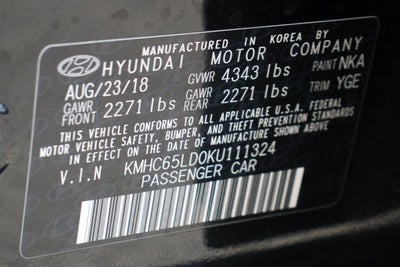 MANUFACTURED IN KOREA BY
HYUNDAI MOTOR COMPANY
AUG/23/18 GVWR 4343 lbs PAINT NKA
GAWR FRONT 2271 lbs GAWR REAR 2271 lbs TRIM YGE
THIS VEHICLE CONFORMS TO ALL APPLICABLE U.S.A. FEDERAL
MOTOR VEHICLE SAFETY, BUMPER, AND THEFT PREVENTION STANDARDS
IN EFFECT ON THE DATE OF MANUFACTURE SHOWN ABOVE.
V.I.N KMHC65LD0KU111324
PASSENGER CAR